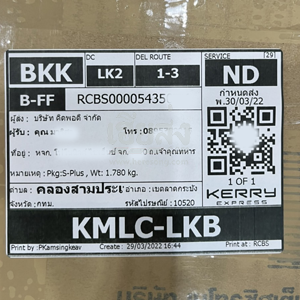 DC DEL ROUTE SERVICE [29]
BKK LK2 1-3 ND
B-FF RCBS00005435
กำหนดส่ง
พ.30/03/22
ผู้ส่ง : บริษัท คิดพอดี จำกัด
ผู้รับ : คุณ โทร :
ที่อยู่ :
หมายเหตุ : Pkg:S-Plus , Wt: 1.780 kg.
ตำบล : คลองสามประเวศ อำเภอ : เขตลาดกระบัง
จังหวัด : กทม. รหัสไปรษณีย์ : 10520
1 OF 1
KERRY
EXPRESS
KMLC-LKB
Print by : PKamsingkeav Create : 29/03/2022 16:44 Print at : RCBS